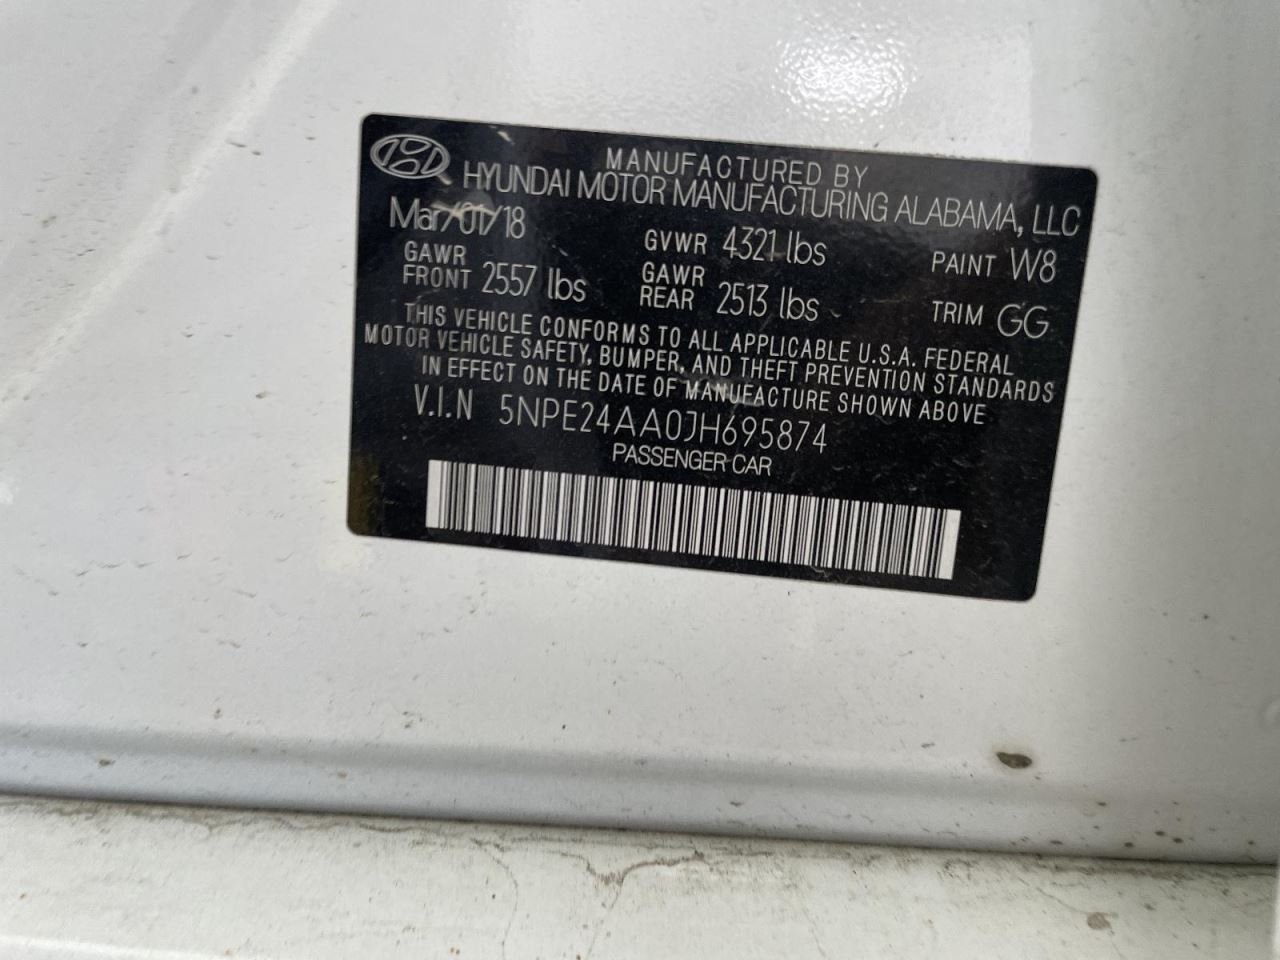 MANUFACTURED BY
HYUNDAI MOTOR MANUFACTURING ALABAMA, LLC
Mar/01/18 GVWR 4321 lbs PAINT W8
GAWR FRONT 2557 lbs GAWR REAR 2513 lbs TRIM GG
THIS VEHICLE CONFORMS TO ALL APPLICABLE U.S.A. FEDERAL
MOTOR VEHICLE SAFETY, BUMPER, AND THEFT PREVENTION STANDARDS
IN EFFECT ON THE DATE OF MANUFACTURE SHOWN ABOVE
V.I.N 5NPE24AA0JH695874
PASSENGER CAR